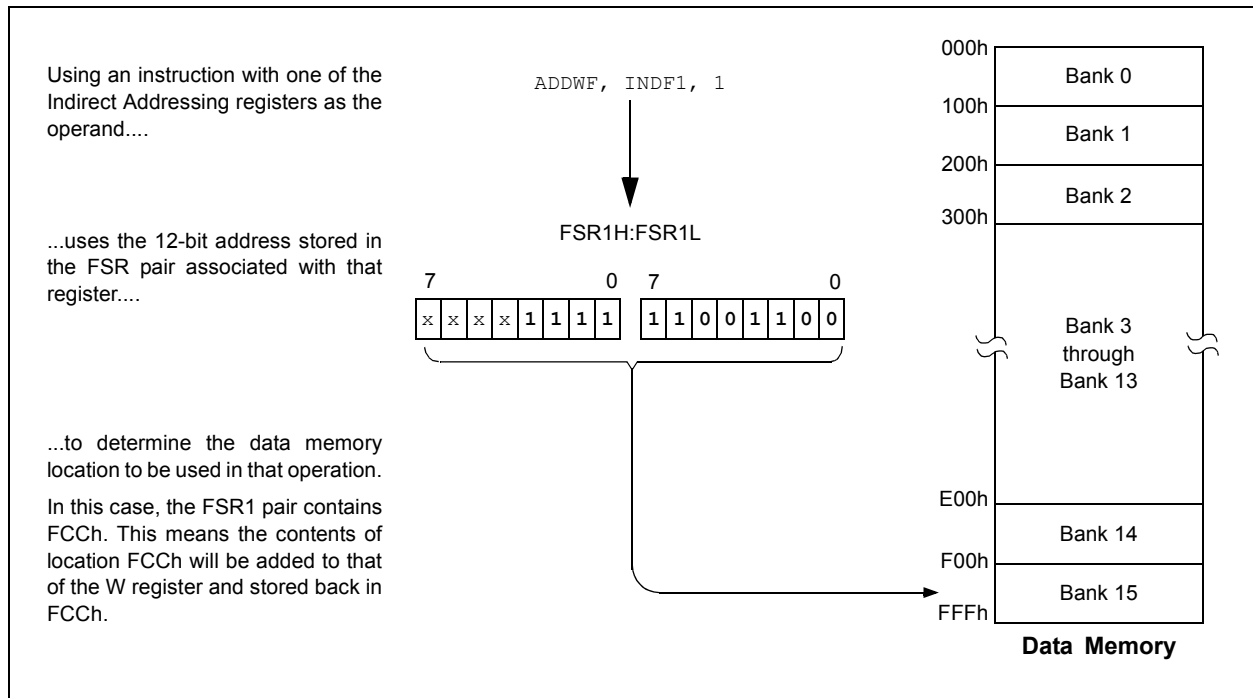 Using an instruction with one of the
Indirect Addressing registers as the
operand....
ADDWF, INDF1, 1
...uses the 12-bit address stored in
the FSR pair associated with that
register....
FSR1H:FSR1L
7 0 7 0
x x x x 1 1 1 1 1 1 0 0 1 1 0 0
...to determine the data memory
location to be used in that operation.
In this case, the FSR1 pair contains
FCCh. This means the contents of
location FCCh will be added to that
of the W register and stored back in
FCCh.
000h
Bank 0
100h
Bank 1
200h
Bank 2
300h
Bank 3
through
Bank 13
E00h
Bank 14
F00h
Bank 15
FFFh
Data Memory